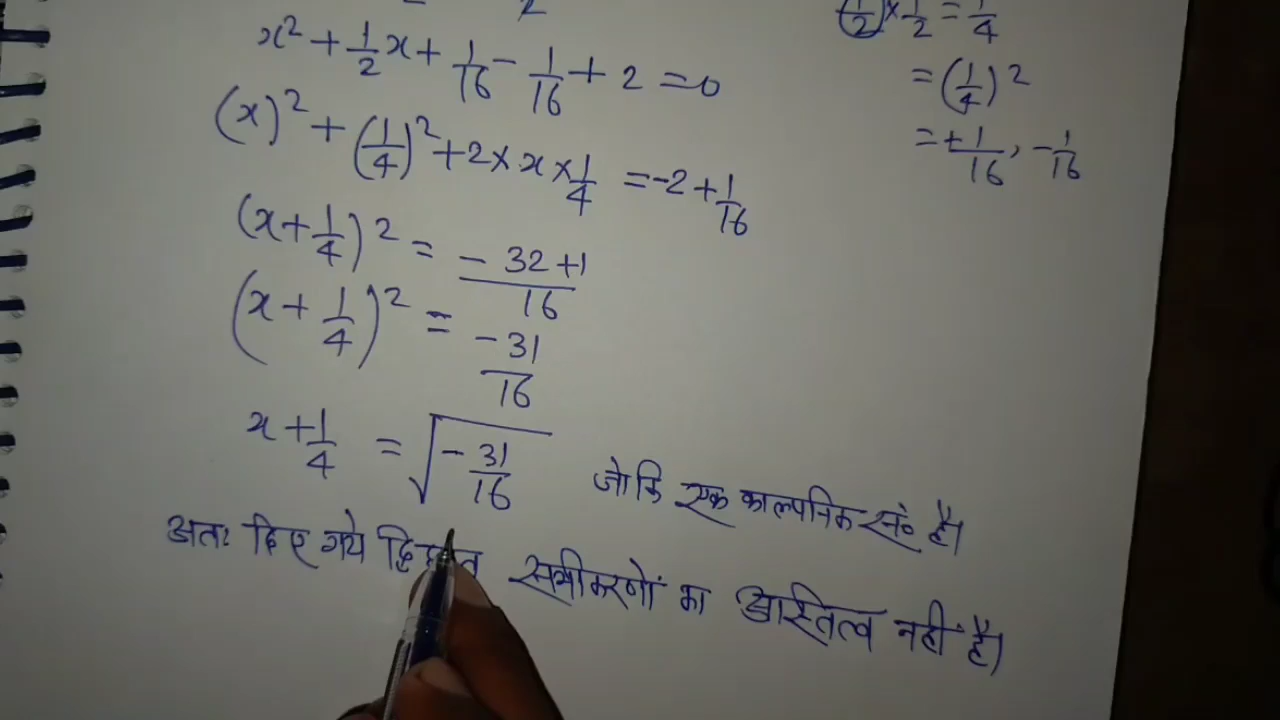 x² + 1/2 x + 1/16 - 1/16 + 2 = 0
(x)² + (1/4)² + 2 × x × 1/4 = -2 + 1/16
(x + 1/4)² = - 32 + 1 / 16
(x + 1/4)² = -31/16
x + 1/4 = √(-31/16) जोकि एक काल्पनिक सं० है।
अतः दिए गये द्विघात समीकरणों का अस्तित्व नहीं है।
(1/2) × 1/2 = 1/4
= (1/4)²
= +1/16, -1/16